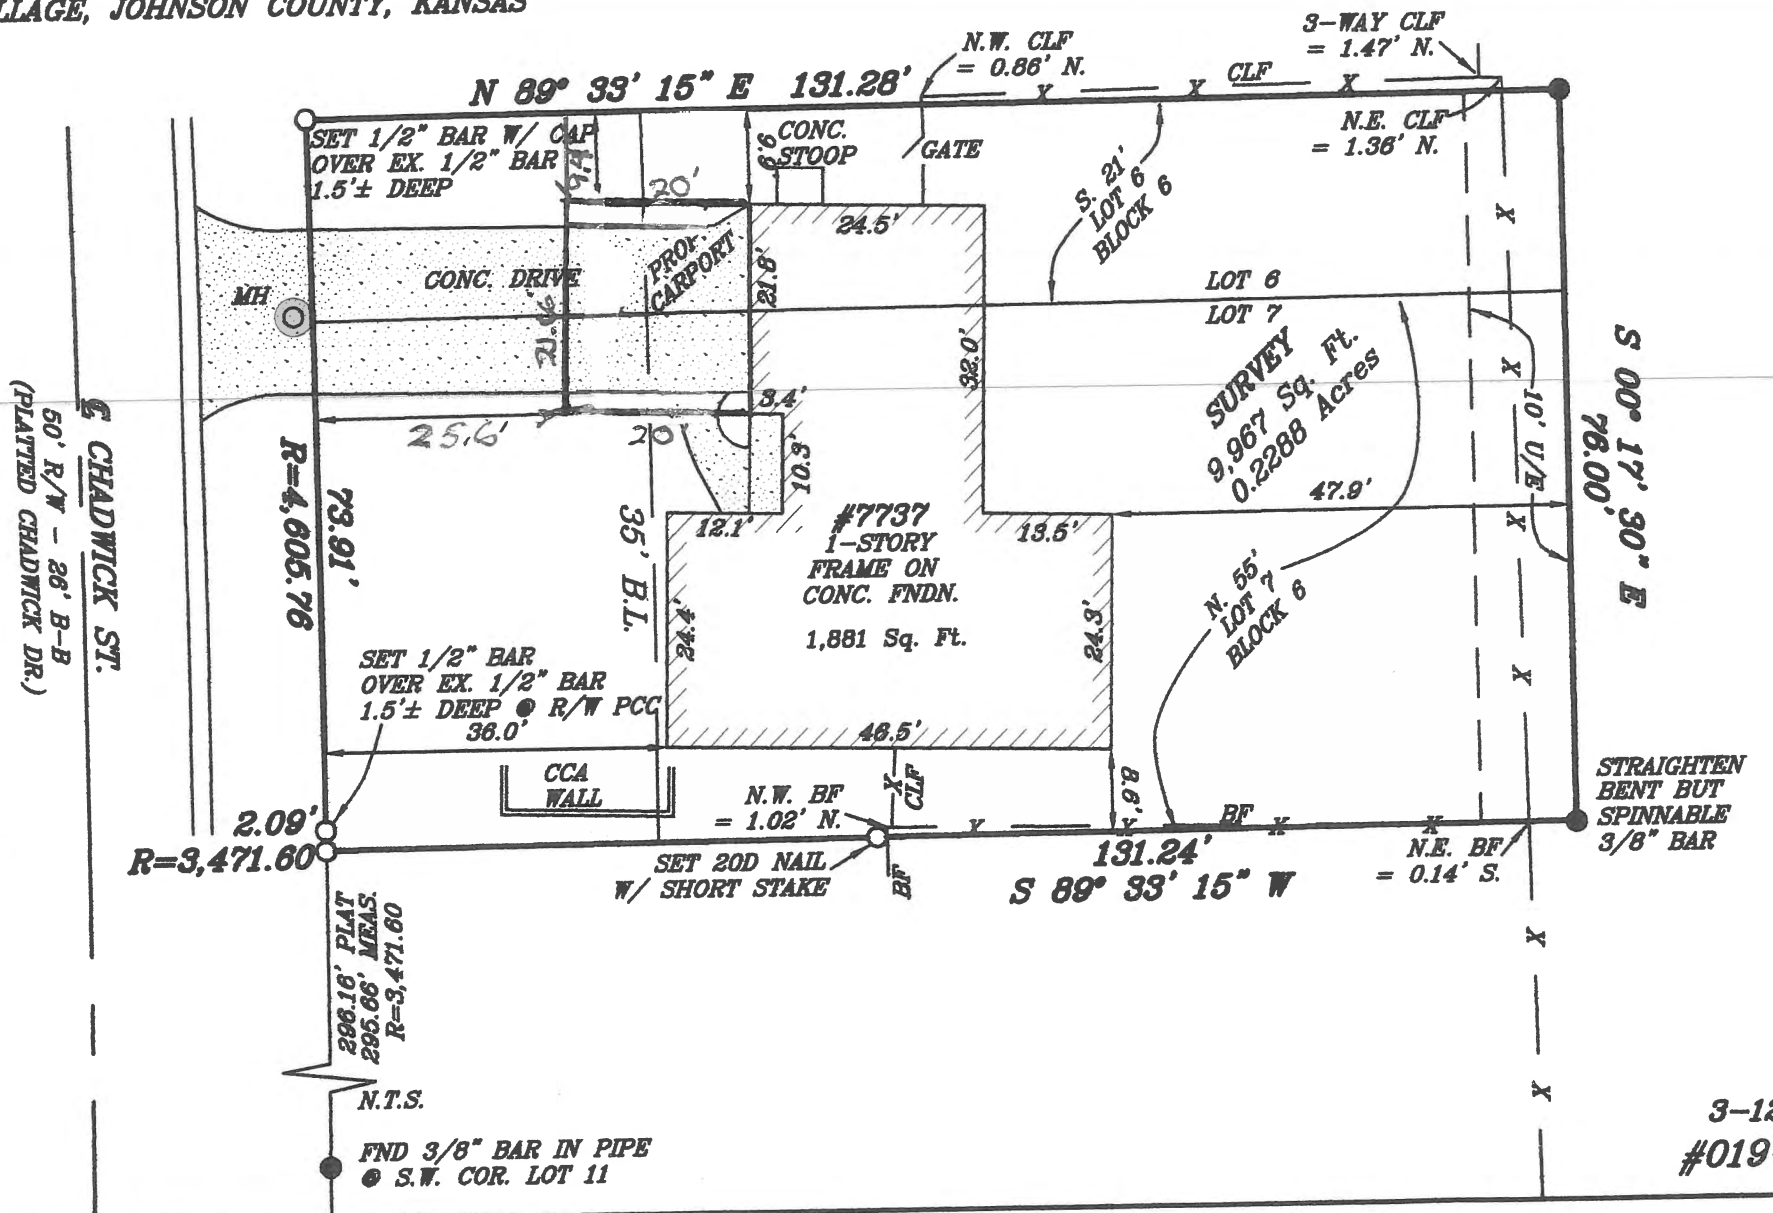 LLAGE, JOHNSON COUNTY, KANSAS
3-WAY CLF
= 1.47' N.
N.W. CLF
= 0.86' N.
N 89° 33' 15" E 131.28'
X
X
CLF
X
SET 1/2" BAR W/ CAP
OVER EX. 1/2" BAR
1.5'± DEEP
CONC.
STOOP
GATE
N.E. CLF
= 1.36' N.
20'
24.5'
S. 21'
LOT 6
BLOCK 6
X
PROP.
CARPORT
CONC. DRIVE
MH
21.8'
LOT 6
LOT 7
32.0'
SURVEY
9,967 Sq. Ft.
0.2288 Acres
X
10' U/E
S 00° 17' 30" E
76.00'
3.4'
25.6'
20'
10.3'
47.9'
X
12.1'
13.5'
#7737
1-STORY
FRAME ON
CONC. FNDN.
1,881 Sq. Ft.
35' B.L.
73.91'
R=4,605.76
₵ CHADWICK ST.
50' R/W - 26' B-B
(PLATTED CHADWICK DR.)
24.4'
24.3'
N. 55'
LOT 7
BLOCK 6
X
SET 1/2" BAR
OVER EX. 1/2" BAR
1.5'± DEEP @ R/W PCC
36.0'
46.5'
CCA
WALL
X
CLF
8.6'
N.W. BF
= 1.02' N.
STRAIGHTEN
BENT BUT
SPINNABLE
3/8" BAR
2.09'
R=3,471.60
X
X
BF
X
X
SET 20D NAIL
W/ SHORT STAKE
BF
131.24'
S 89° 33' 15" W
N.E. BF
= 0.14' S.
296.16' PLAT
295.66' MEAS.
R=3,471.60
X
X
N.T.S.
FND 3/8" BAR IN PIPE
@ S.W. COR. LOT 11
3-12
#019